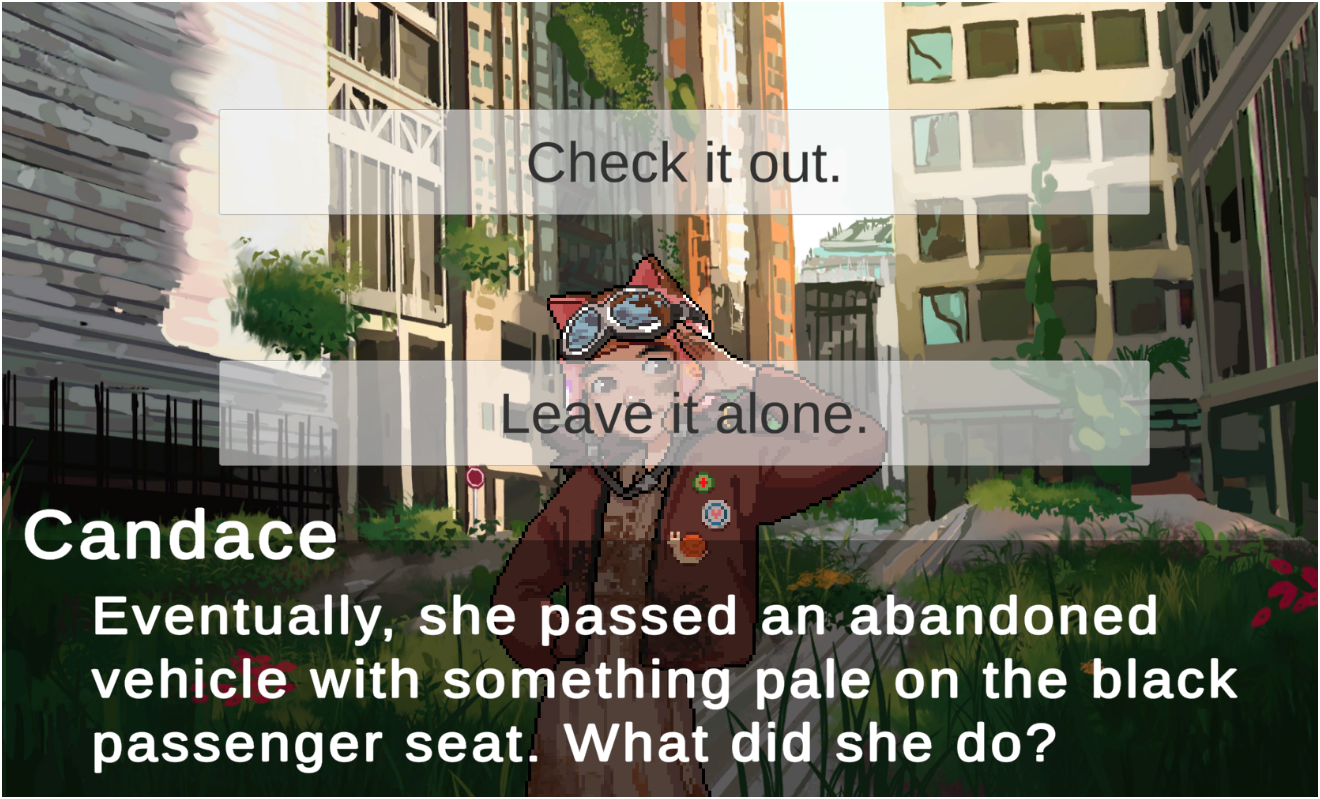 Check it out.
Leave it alone.
Candace
Eventually, she passed an abandoned
vehicle with something pale on the black
passenger seat. What did she do?